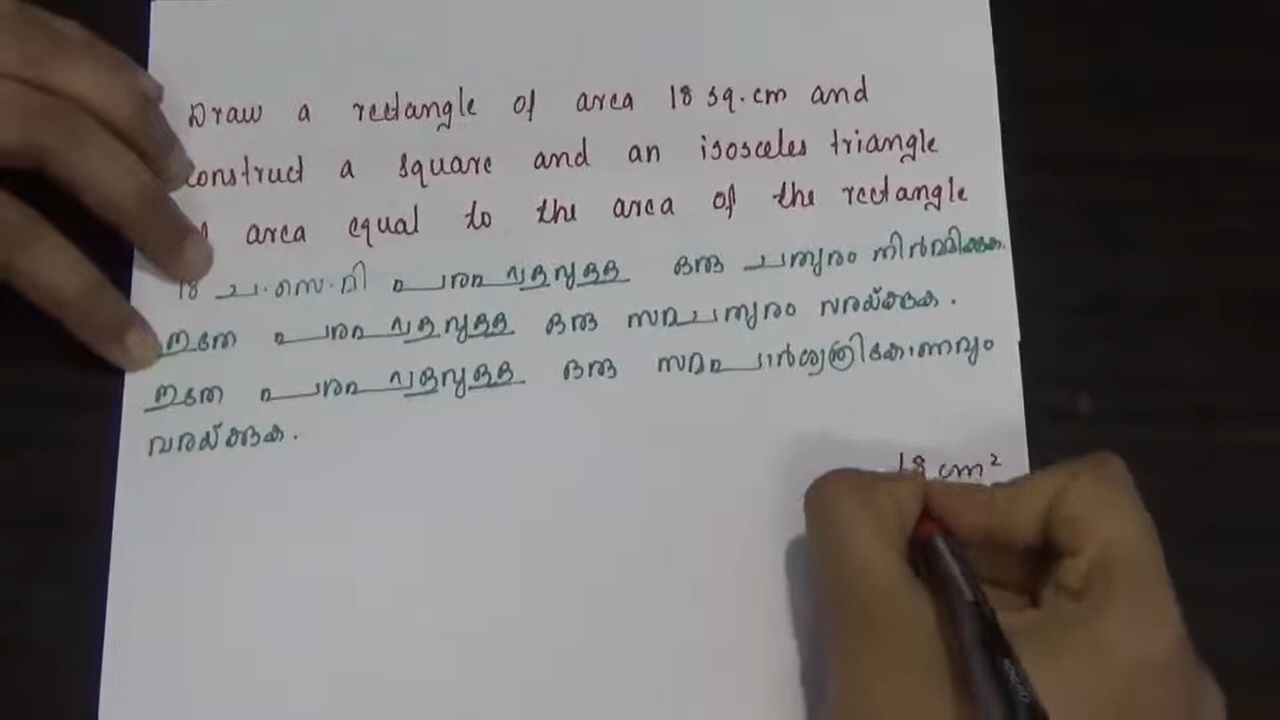 Draw a rectangle of area 18 sq.cm and
construct a square and an isosceles triangle
area equal to the area of the rectangle
18 ച.സെ.മി പരപ്പളവുള്ള ഒരു ചതുരം നിർമ്മിക്കുക.
ഇതേ പരപ്പളവുള്ള ഒരു സമചതുരം വരയ്ക്കുക.
ഇതേ പരപ്പളവുള്ള ഒരു സമപാർശ്വത്രികോണവും
വരയ്ക്കുക.
18 cm²